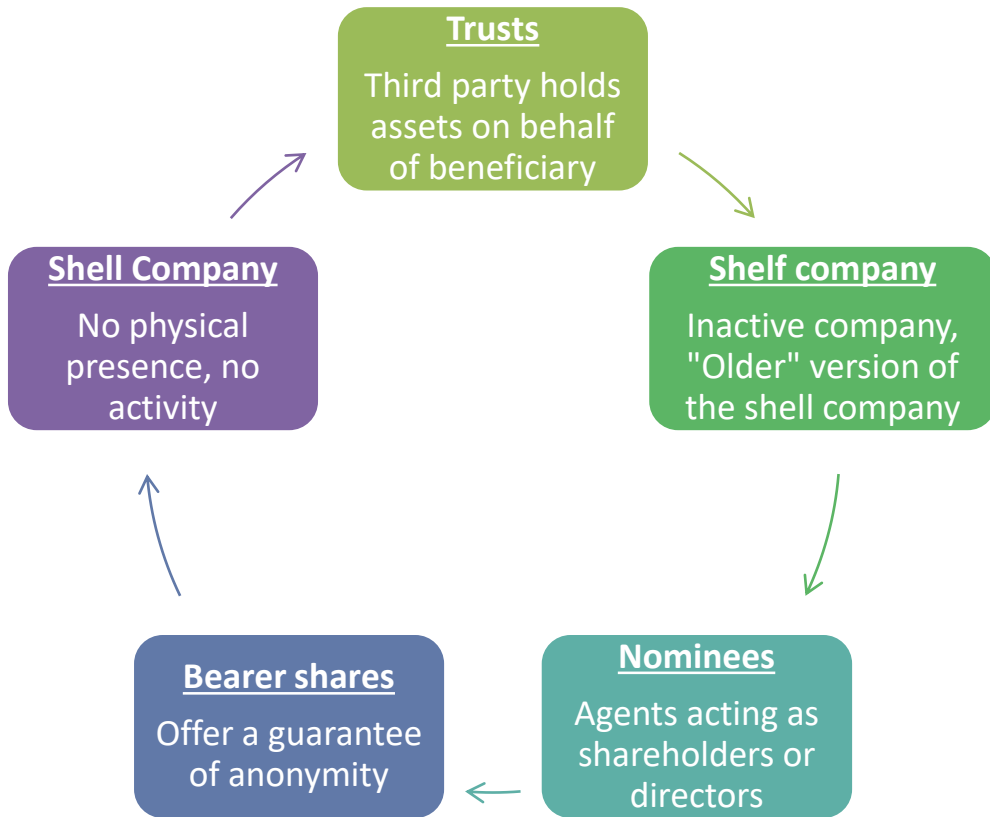 Trusts
Third party holds
assets on behalf
of beneficiary
Shell Company
No physical
presence, no
activity
Shelf company
Inactive company,
"Older" version of
the shell company
Bearer shares
Offer a guarantee
of anonymity
Nominees
Agents acting as
shareholders or
directors